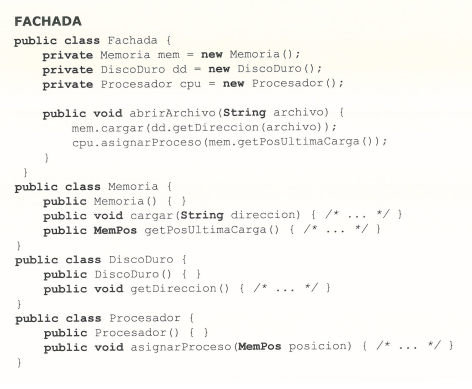 FACHADA
public class Fachada {
    private Memoria mem = new Memoria();
    private DiscoDuro dd = new DiscoDuro();
    private Procesador cpu = new Procesador();

    public void abrirArchivo(String archivo) {
        mem.cargar(dd.getDireccion(archivo));
        cpu.asignarProceso(mem.getPosUltimaCarga());
    }
}
public class Memoria {
    public Memoria() { }
    public void cargar(String direccion) { /* ... */ }
    public MemPos getPosUltimaCarga() { /* ... */ }
}
public class DiscoDuro {
    public DiscoDuro() { }
    public void getDireccion() { /* ... */ }
}
public class Procesador {
    public Procesador() { }
    public void asignarProceso(MemPos posicion) { /* ... */ }
}